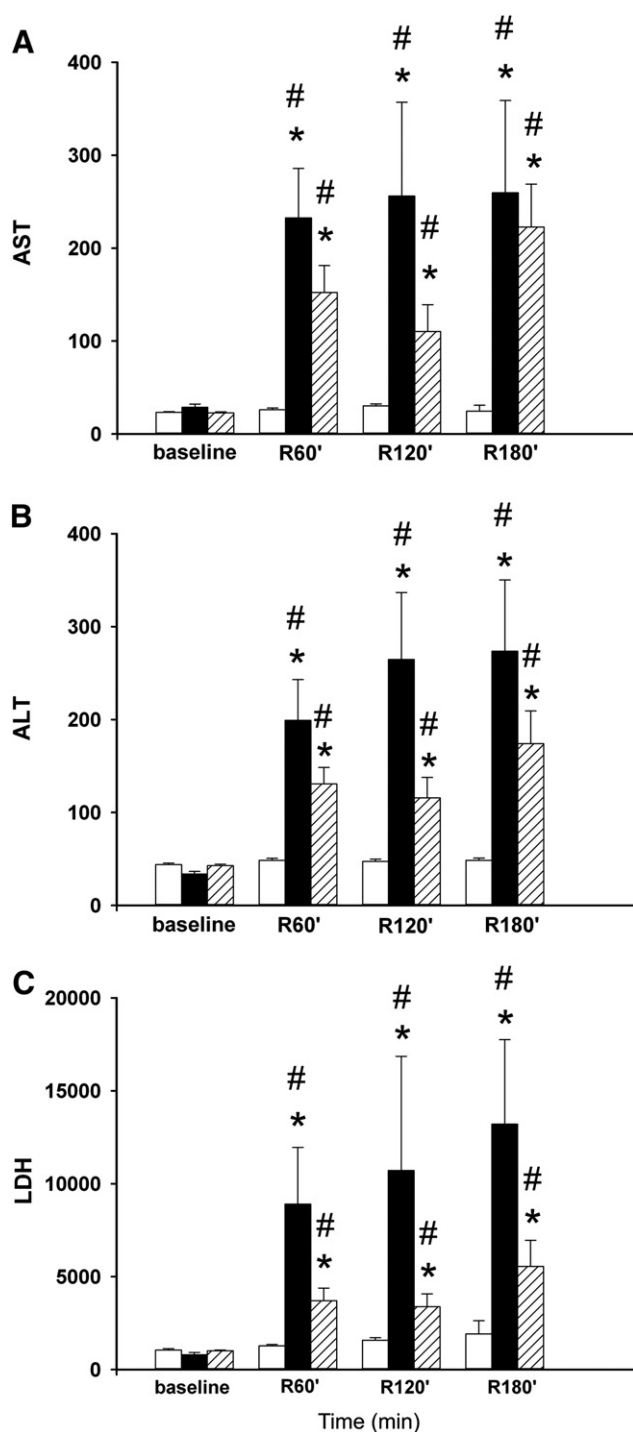 A
# # #
400 * * #
# *
300 * #
AST
200 *
100
0
baseline R60' R120' R180'
B
#
400 # *
# * #
300 * # # *
ALT
200 * *
100
0
baseline R60' R120' R180'
C
# #
20000 * *
#
15000 * #
LDH
10000 # # *
* *
5000
0
baseline R60' R120' R180'
Time (min)